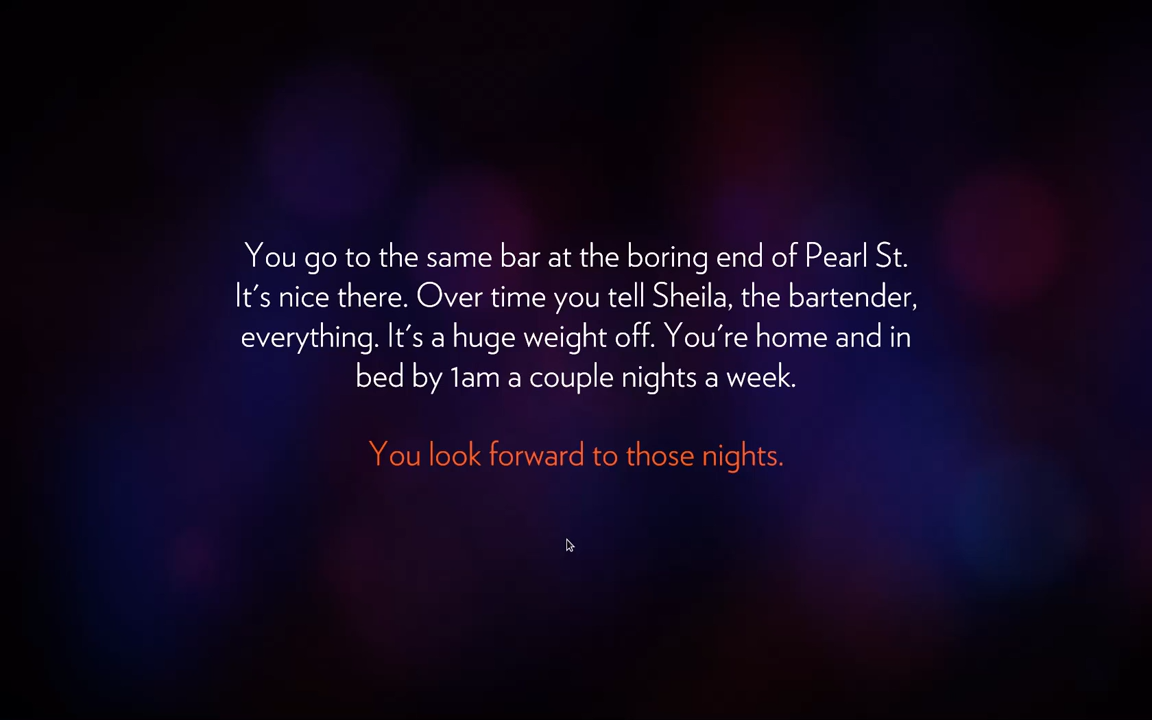 You go to the same bar at the boring end of Pearl St.
It's nice there. Over time you tell Sheila, the bartender,
everything. It's a huge weight off. You're home and in
bed by 1am a couple nights a week.
You look forward to those nights.